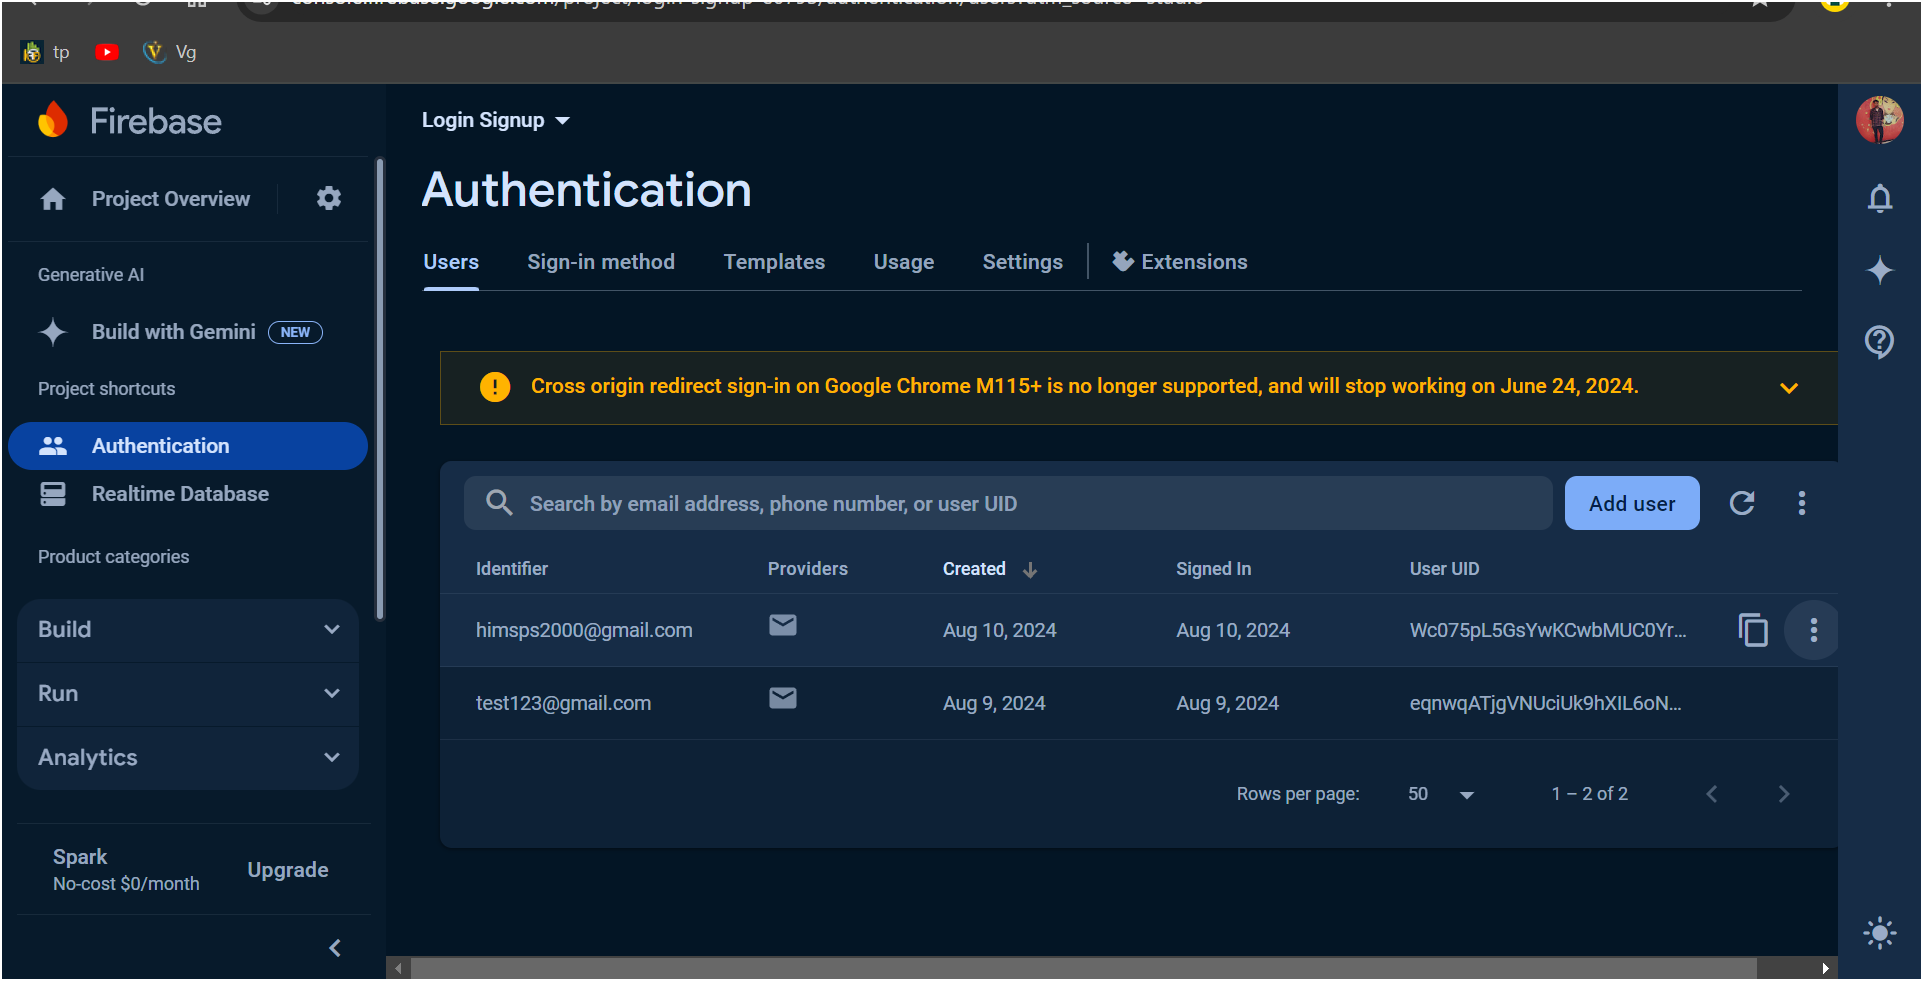 tp
Vg
Firebase
Project Overview
Generative AI
Build with Gemini NEW
Project shortcuts
Authentication
Realtime Database
Product categories
Build
Run
Analytics
Spark
No-cost $0/month
Upgrade
Login Signup
Authentication
Users Sign-in method Templates Usage Settings Extensions
Cross origin redirect sign-in on Google Chrome M115+ is no longer supported, and will stop working on June 24, 2024.
Search by email address, phone number, or user UID
Add user
Identifier Providers Created Signed In User UID
himsps2000@gmail.com Aug 10, 2024 Aug 10, 2024 Wc075pL5GsYwKCwbMUC0Yr...
test123@gmail.com Aug 9, 2024 Aug 9, 2024 eqnwqATjgVNUciUk9hXIL6oN...
Rows per page: 50 1 – 2 of 2